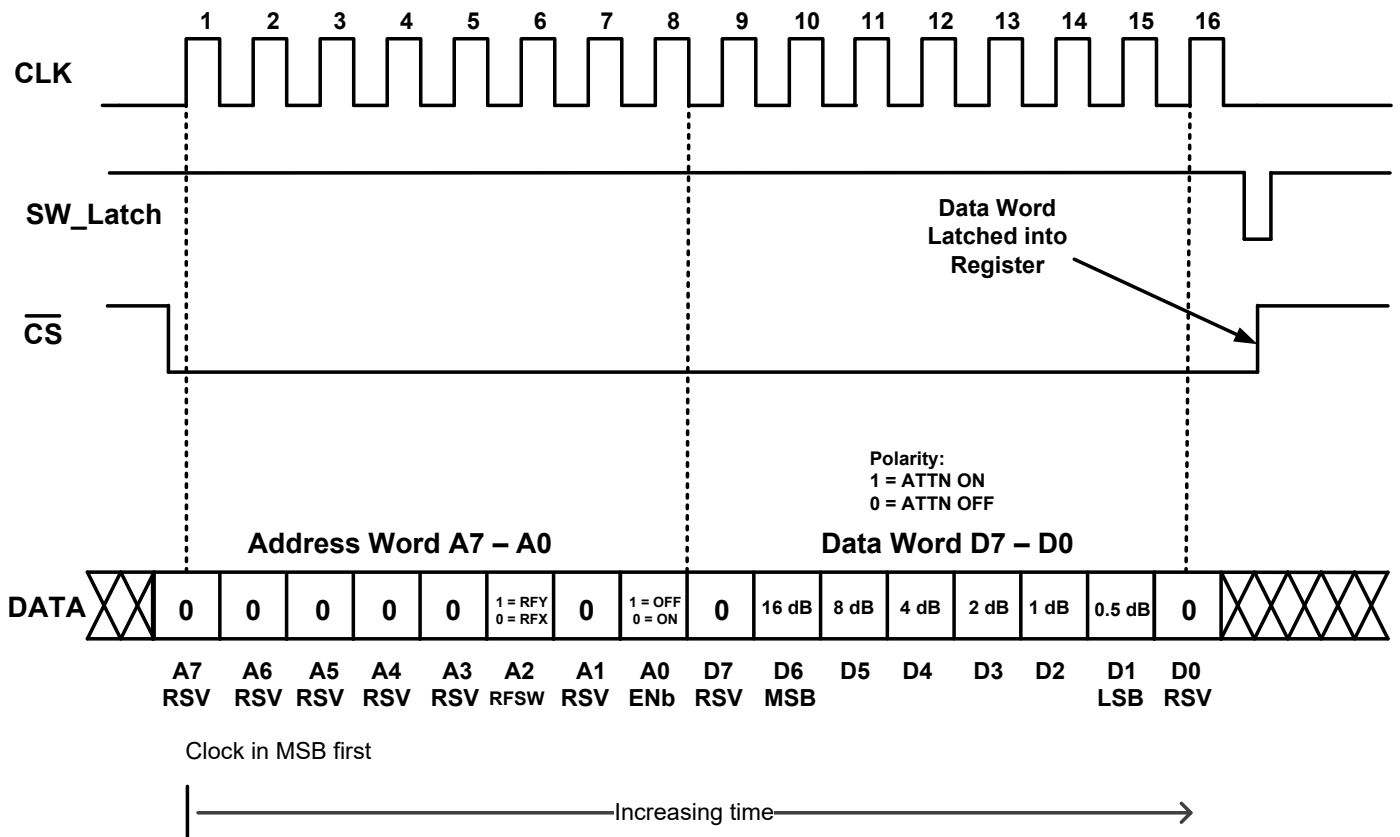 1 2 3 4 5 6 7 8 9 10 11 12 13 14 15 16
CLK
SW_Latch
Data Word
Latched into
Register
CS
Polarity:
1 = ATTN ON
0 = ATTN OFF
Address Word A7 – A0
Data Word D7 – D0
DATA
0 0 0 0 0 1 = RFY 0 1 = OFF 0 16 dB 8 dB 4 dB 2 dB 1 dB 0.5 dB 0
0 = RFX 0 = ON
A7 A6 A5 A4 A3 A2 A1 A0 D7 D6 D5 D4 D3 D2 D1 D0
RSV RSV RSV RSV RSV RFSW RSV ENb RSV MSB LSB RSV
Clock in MSB first
Increasing time